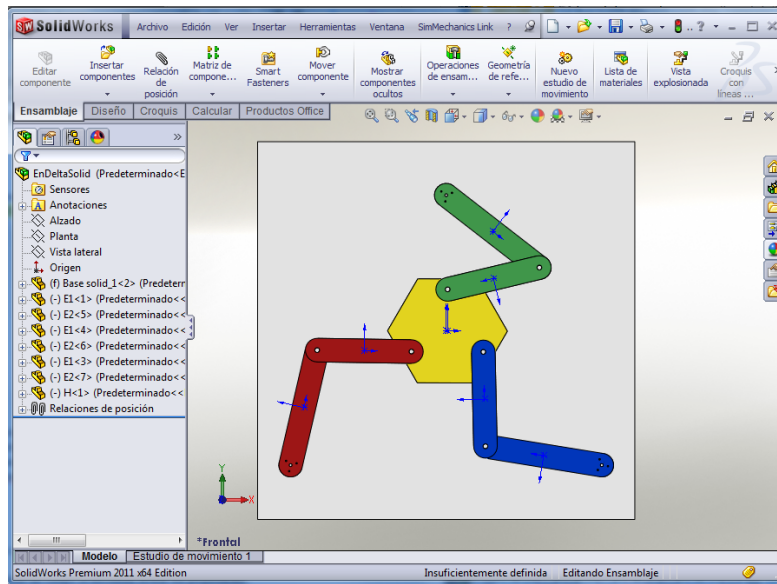 SolidWorks
Archivo Edición Ver Insertar Herramientas Ventana SimMechanics Link ?
Editar componente
Insertar componentes
Relación de posición
Matriz de compone...
Smart Fasteners
Mover componente
Mostrar componentes ocultos
Operaciones de ensam...
Geometría de refe...
Nuevo estudio de movimiento
Lista de materiales
Vista explosionada
Croquis con líneas ...
Ensamblaje Diseño Croquis Calcular Productos Office
EnDeltaSolid (Predeterminado<E
Sensores
Anotaciones
Alzado
Planta
Vista lateral
Origen
(f) Base solid_1<2> (Predeterr
(-) E1<1> (Predeterminado<<
(-) E2<5> (Predeterminado<<
(-) E1<4> (Predeterminado<<
(-) E2<6> (Predeterminado<<
(-) E1<3> (Predeterminado<<
(-) E2<7> (Predeterminado<<
(-) H<1> (Predeterminado<<
Relaciones de posición
Y
X
*Frontal
Modelo Estudio de movimiento 1
SolidWorks Premium 2011 x64 Edition Insuficientemente definida Editando Ensamblaje